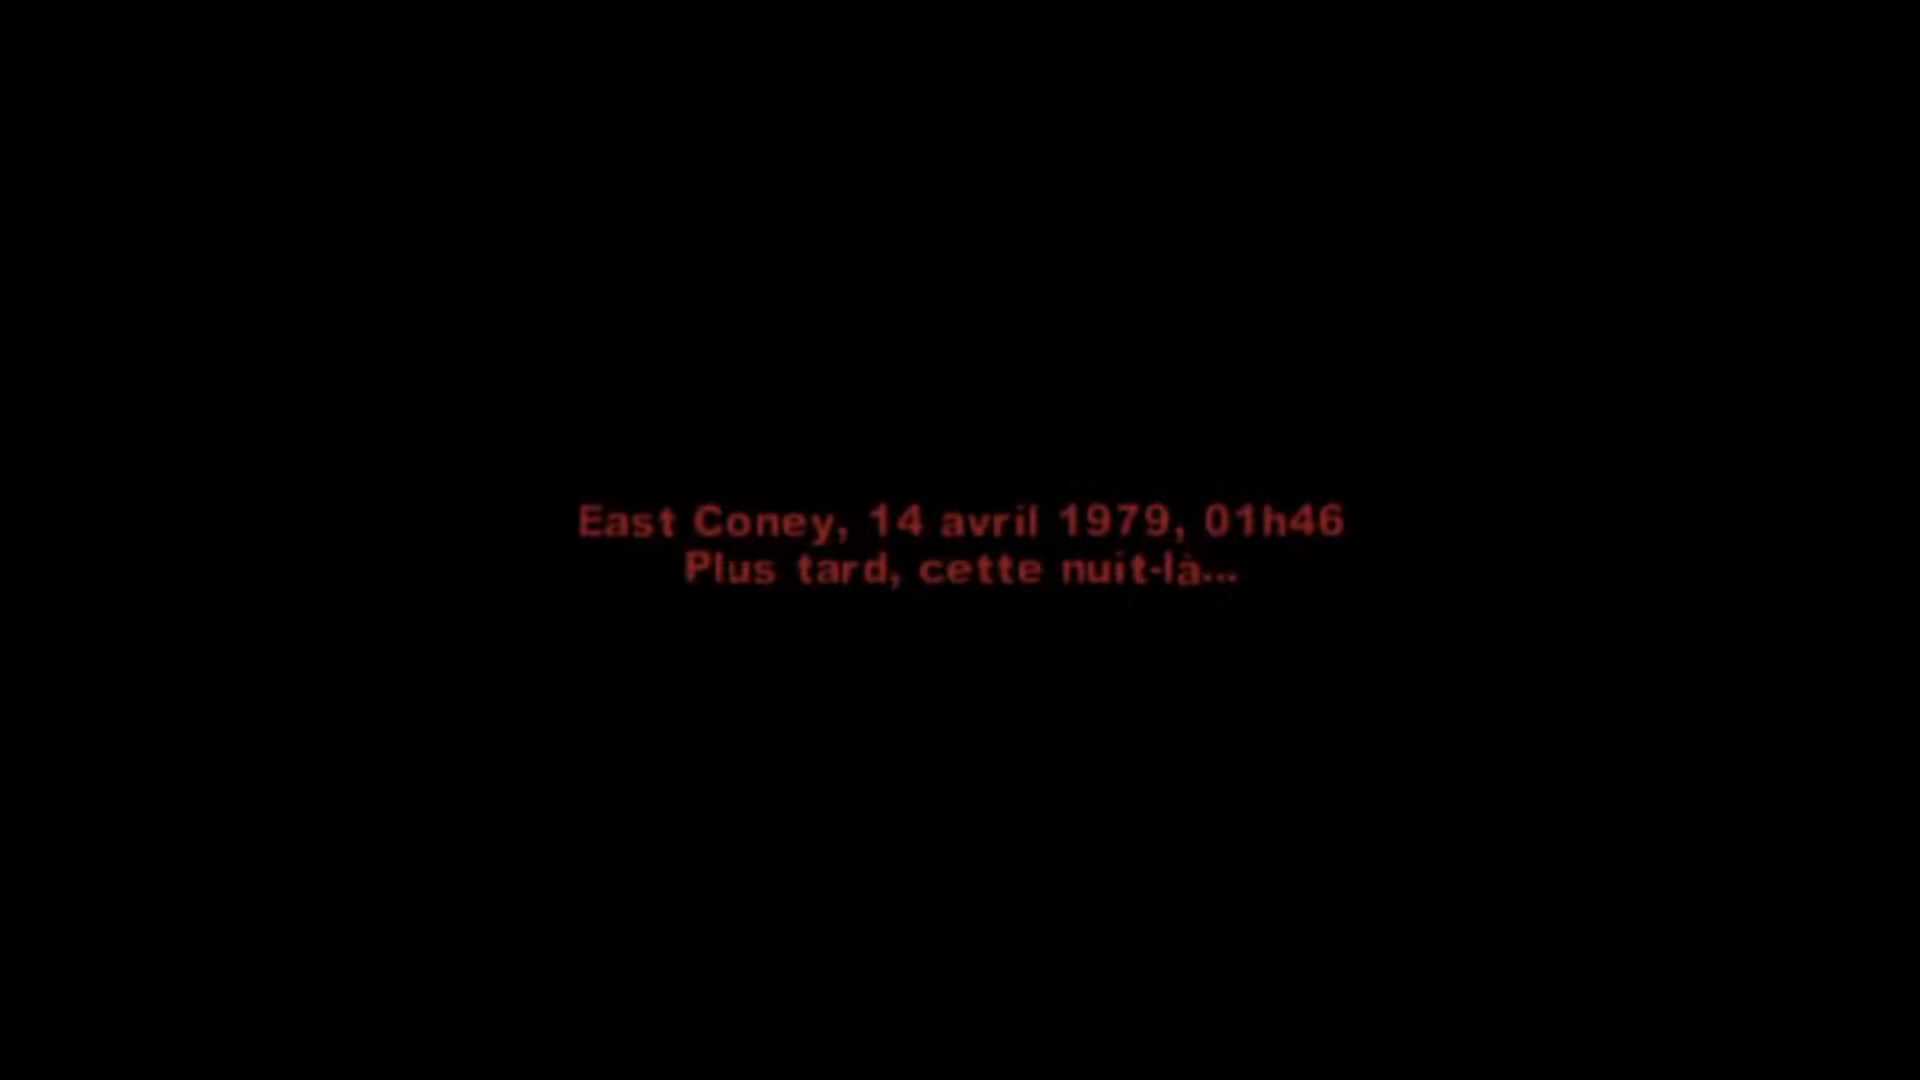 East Coney, 14 avril 1979, 01h46
Plus tard, cette nuit-là...